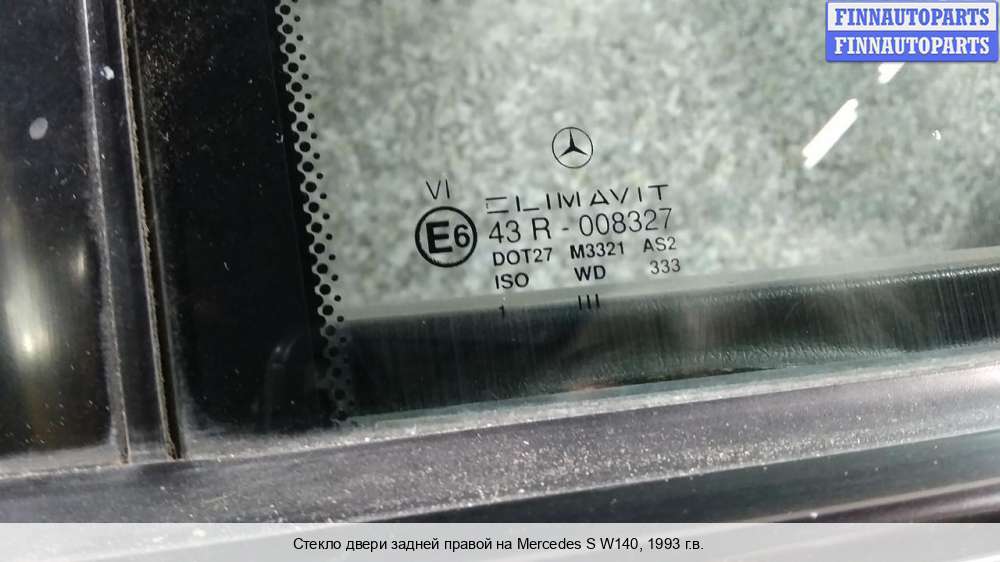 FINNAUTOPARTS
FINNAUTOPARTS
VI CLIMAVIT
E6 43 R - 008327
DOT27 M3321 AS2
ISO WD 333
1 III
Стекло двери задней правой на Mercedes S W140, 1993 г.в.